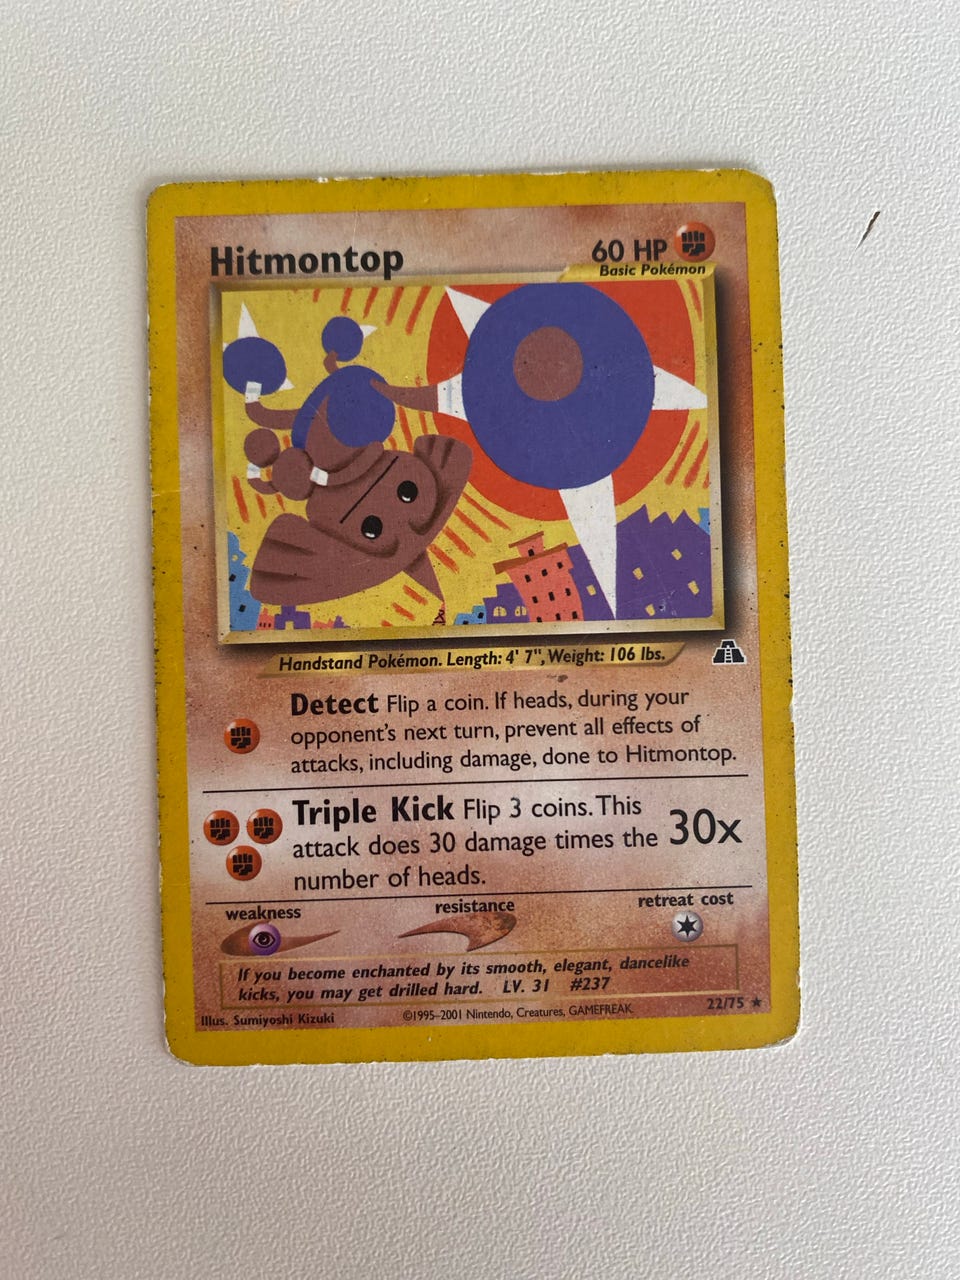 Hitmontop
60 HP
Basic Pokémon
Handstand Pokémon. Length: 4' 7", Weight: 106 lbs.
Detect Flip a coin. If heads, during your
opponent's next turn, prevent all effects of
attacks, including damage, done to Hitmontop.
Triple Kick Flip 3 coins. This
attack does 30 damage times the
number of heads.
30x
weakness
resistance
retreat cost
If you become enchanted by its smooth, elegant, dancelike
kicks, you may get drilled hard. LV. 31 #237
Illus. Sumiyoshi Kizuki
©1995–2001 Nintendo, Creatures, GAMEFREAK.
22/75 ★